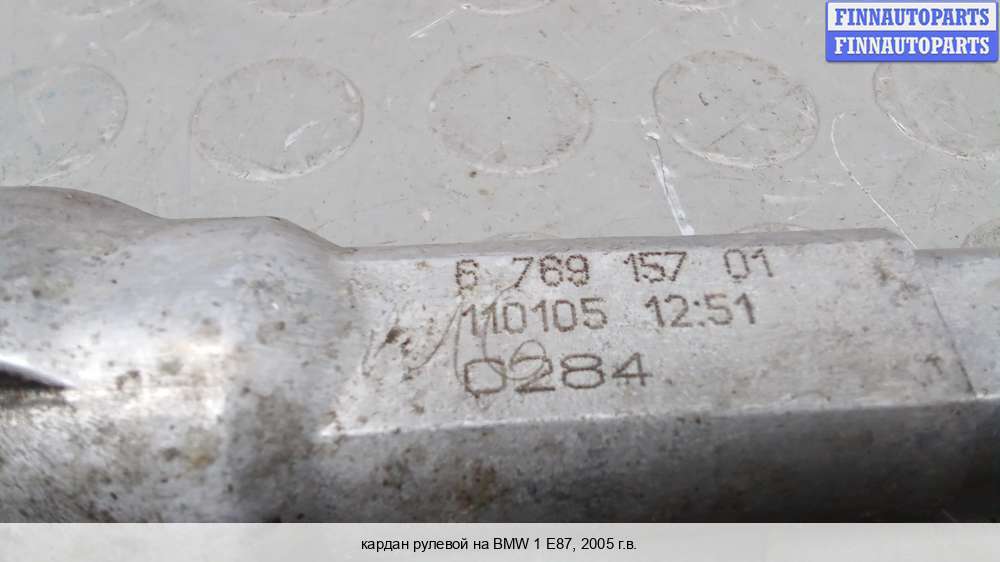 FINNAUTOPARTS
FINNAUTOPARTS
6 769 157 01
110105 12:51
0284
кардан рулевой на BMW 1 E87, 2005 г.в.